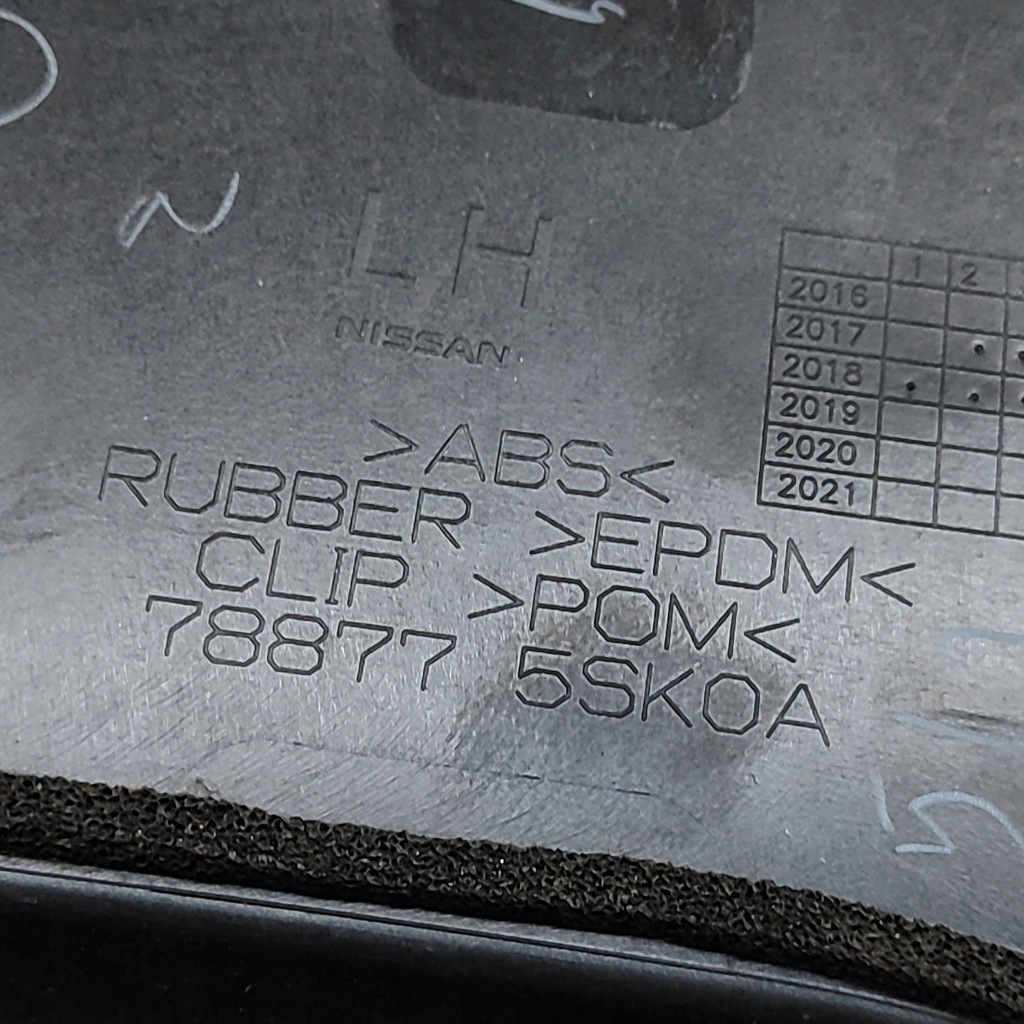 LH
NISSAN
>ABS<
RUBBER >EPDM<
CLIP >POM<
78877 5SK0A
1 2
2016
2017
2018
2019
2020
2021